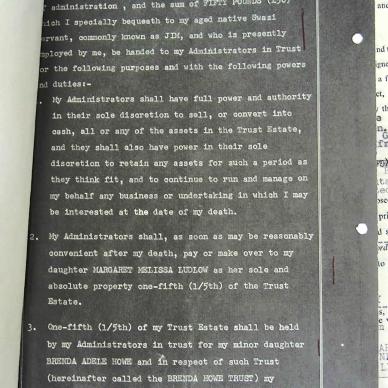 administration , and the sum of FIFTY POUNDS (£50)
which I specially bequeath to my aged native Swazi
servant, commonly known as JIM, and who is presently
employed by me, be handed to my Administrators in Trust
for the following purposes and with the following powers
and duties:-
My Administrators shall have full power and authority
in their sole discretion to sell, or convert into
cash, all or any of the assets in the Trust Estate,
and they shall also have power in their sole
discretion to retain any assets for such a period as
they think fit, and to continue to run and manage on
my behalf any business or undertaking in which I may
be interested at the date of my death.
2. My Administrators shall, as soon as may be reasonably
convenient after my death, pay or make over to my
daughter MARGARET MELISSA LUDLOW as her sole and
absolute property one-fifth (1/5th) of the Trust
Estate.
3. One-fifth (1/5th) of my Trust Estate shall be held
by my Administrators in trust for my minor daughter
BRENDA ADELE HOWE and in respect of such Trust
(hereinafter called the BRENDA HOWE TRUST) my